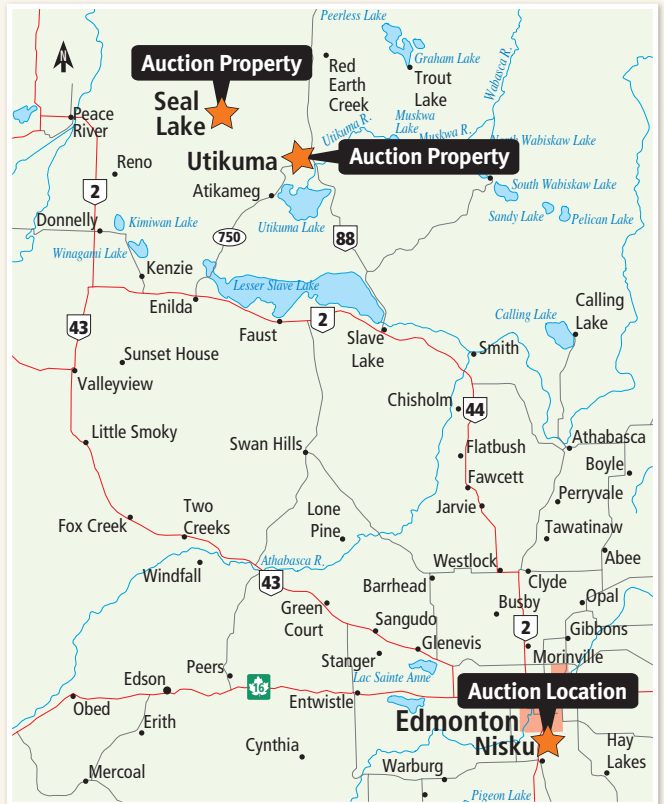 Peerless Lake
N
Auction Property
Graham Lake
Red
Earth
Creek
Trout
Lake
Wabasca R.
Seal
Lake
Peace
River
Muskwa
Lake
Utikuma R.
Muskwa R.
North Wabiskaw Lake
Utikuma
Auction Property
Reno
2
Atikameg
South Wabiskaw Lake
Sandy Lake
Pelican Lake
Donnelly
Kimiwan Lake
Utikuma Lake
750
88
Winagami Lake
Kenzie
Lesser Slave Lake
Enilda
Calling
Lake
Calling Lake
43
Faust
2
Slave
Lake
Smith
Sunset House
Valleyview
Chisholm
44
Little Smoky
Swan Hills
Flatbush
Athabasca
Boyle
Fawcett
Perryvale
Fox Creek
Two
Creeks
Lone
Pine
Jarvie
Tawatinaw
Athabasca R.
Westlock
Abee
Windfall
43
Barrhead
Clyde
Opal
Green
Court
Busby
Sangudo
2
Gibbons
Glenevis
Morinville
Stanger
Peers
Lac Sainte Anne
Edson
16
Entwistle
Auction Location
Obed
Edmonton
Erith
Nisku
Cynthia
Hay
Lakes
Mercoal
Warburg
Pigeon Lake